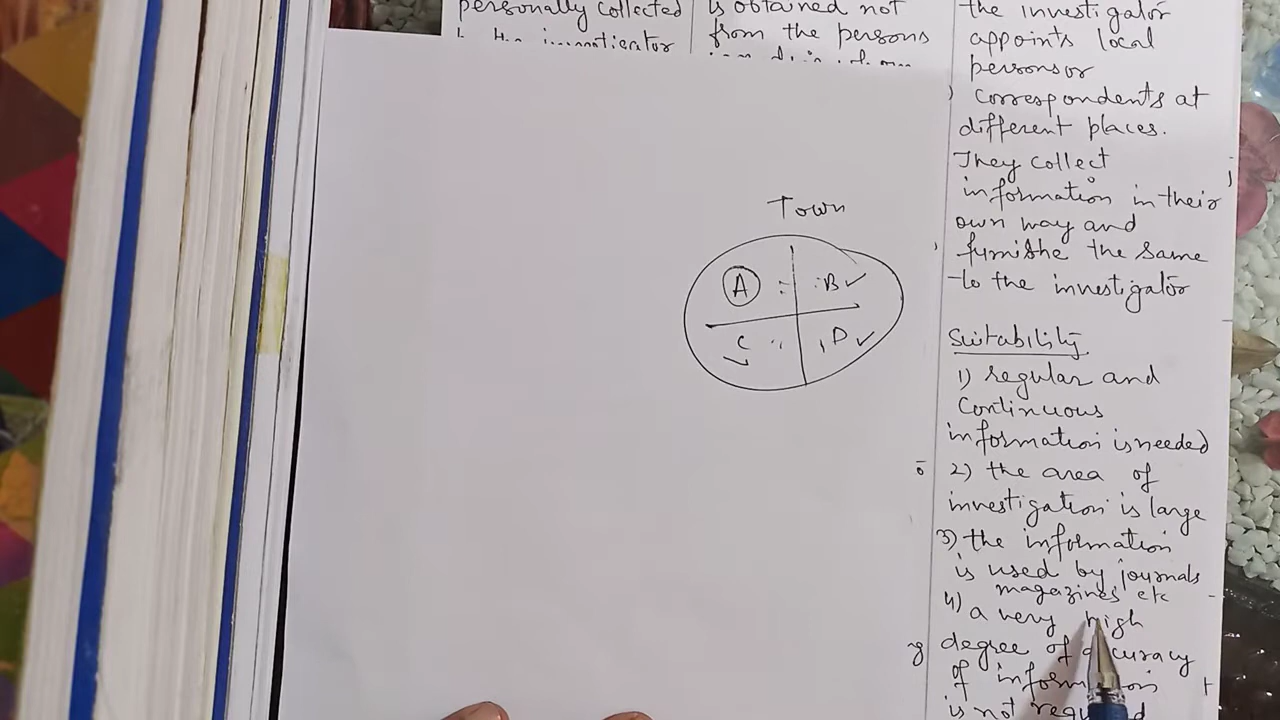 personally collected
is obtained not
from the persons
the investigator
appoints local
persons or
correspondents at
different places.
They collect
information in their
own way and
furnishe the same
to the investigator
Suitability
1) regular and
continuous
information is needed
2) the area of
investigation is large
3) the information
is used by journals
magazines etc
4) a very high
degree of accuracy
of information
is not required
Town
A B
C D